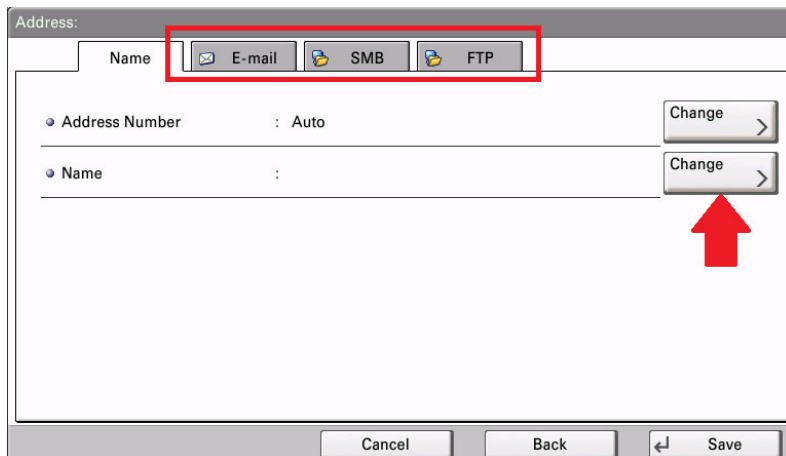 Address:
Name E-mail SMB FTP
Address Number : Auto Change
Name : Change
Cancel Back Save